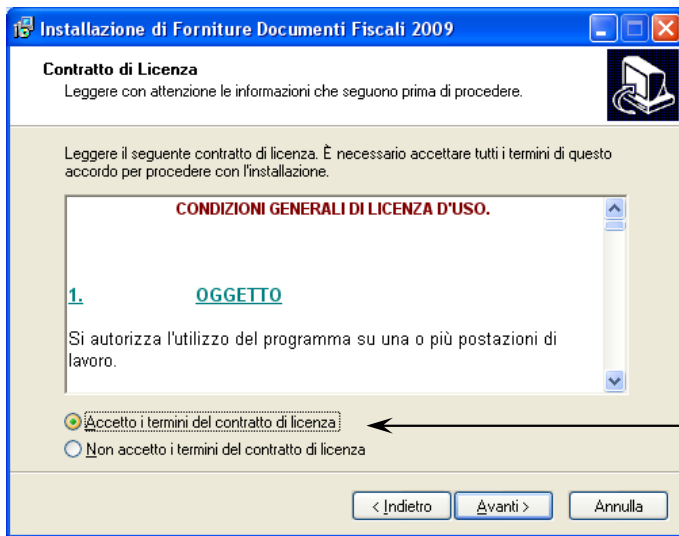 Installazione di Forniture Documenti Fiscali 2009
Contratto di Licenza
Leggere con attenzione le informazioni che seguono prima di procedere.
Leggere il seguente contratto di licenza. È necessario accettare tutti i termini di questo
accordo per procedere con l'installazione.
CONDIZIONI GENERALI DI LICENZA D'USO.
1. OGGETTO
Si autorizza l'utilizzo del programma su una o più postazioni di
lavoro.
Accetto i termini del contratto di licenza
Non accetto i termini del contratto di licenza
< Indietro Avanti > Annulla